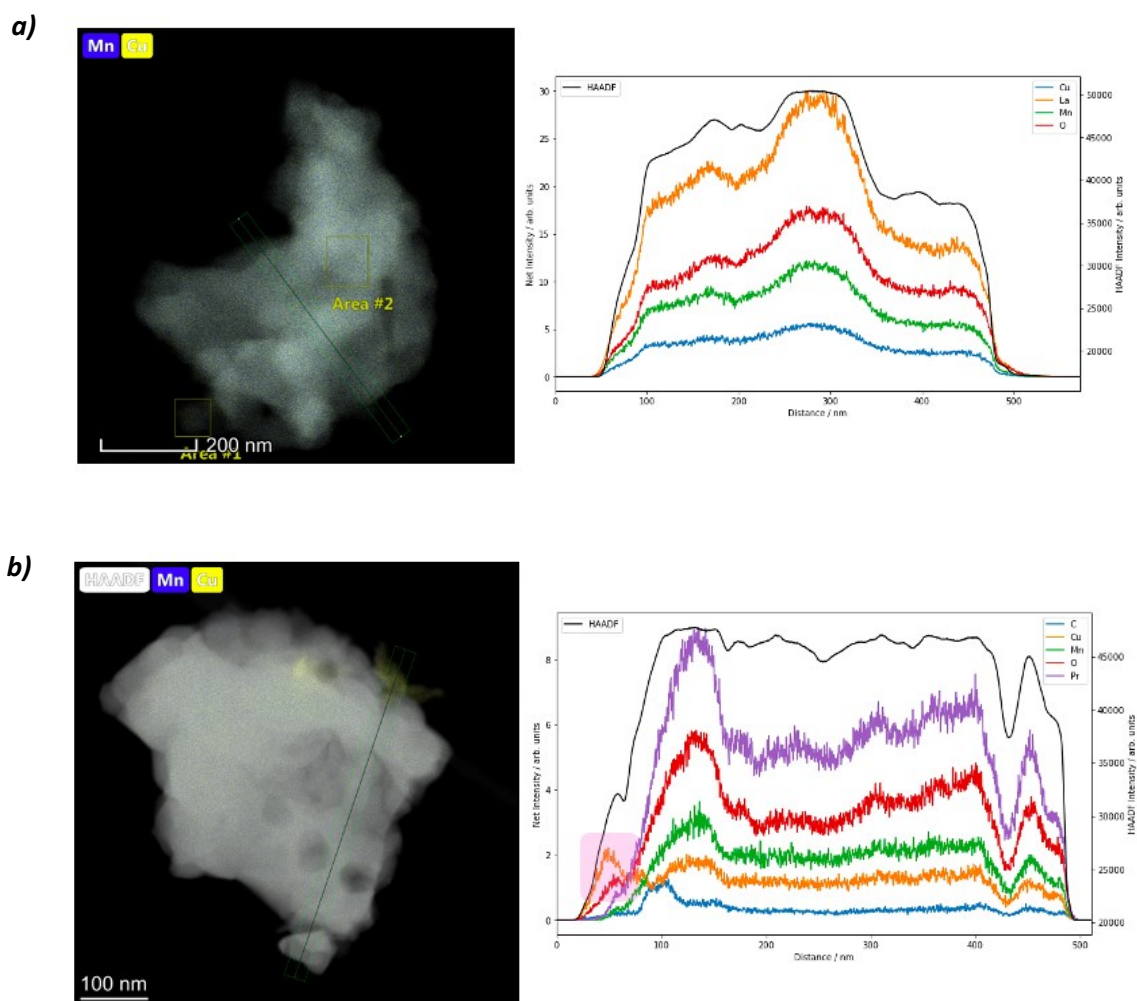 a)
Mn Cu
Area #2
200 nm
Area #1
HAADF
Cu
La
Mn
O
30
25
20
15
10
5
0
Net Intensity / arb. units
50000
45000
40000
35000
30000
25000
20000
HAADF Intensity / arb. units
0 100 200 300 400 500
Distance / nm
b)
HAADF Mn Cu
100 nm
HAADF
C
Cu
Mn
O
Pr
8
6
4
2
0
Net Intensity / arb. units
45000
40000
35000
30000
25000
20000
HAADF Intensity / arb. units
0 100 200 300 400 500
Distance / nm